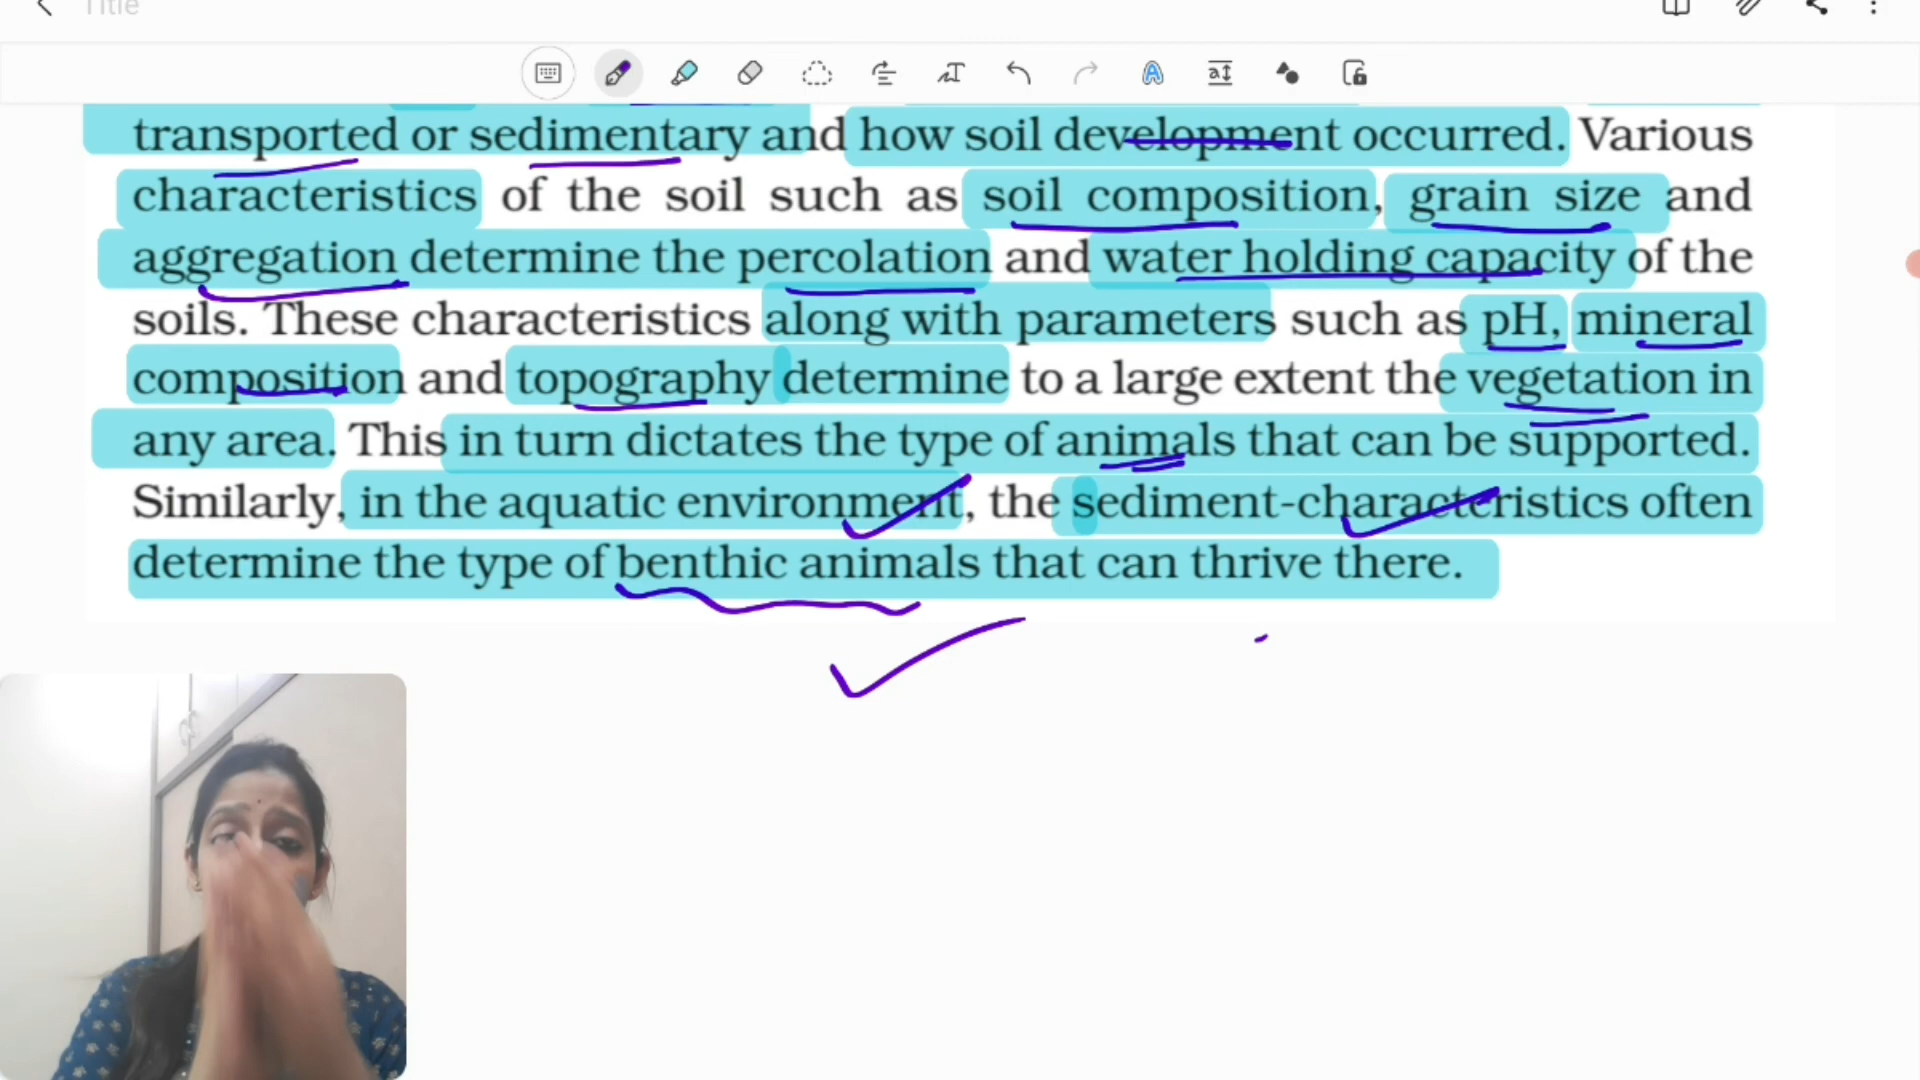 Title
transported or sedimentary and how soil development occurred. Various
characteristics of the soil such as soil composition, grain size and
aggregation determine the percolation and water holding capacity of the
soils. These characteristics along with parameters such as pH, mineral
composition and topography determine to a large extent the vegetation in
any area. This in turn dictates the type of animals that can be supported.
Similarly, in the aquatic environment, the sediment-characteristics often
determine the type of benthic animals that can thrive there.